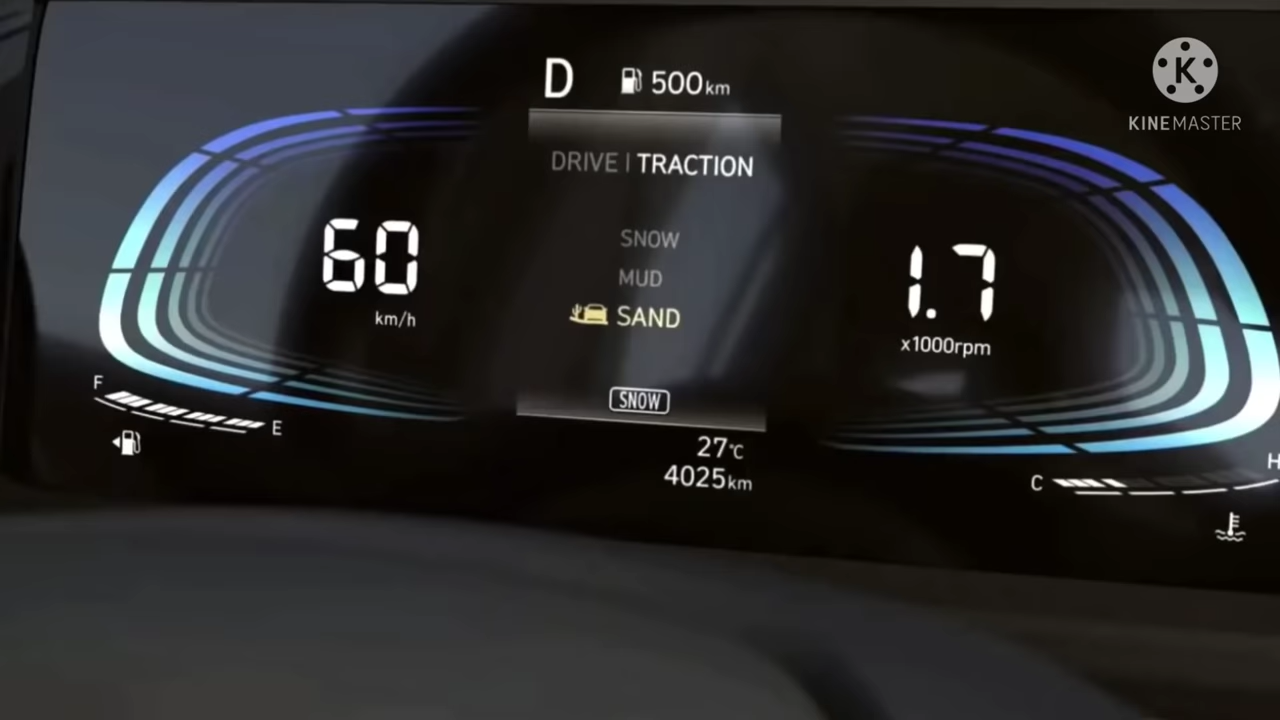 D 500km
K
KINEMASTER
DRIVE | TRACTION
SNOW
MUD
SAND
60
km/h
1.7
x1000rpm
SNOW
F
E
27°C
4025km
C
H